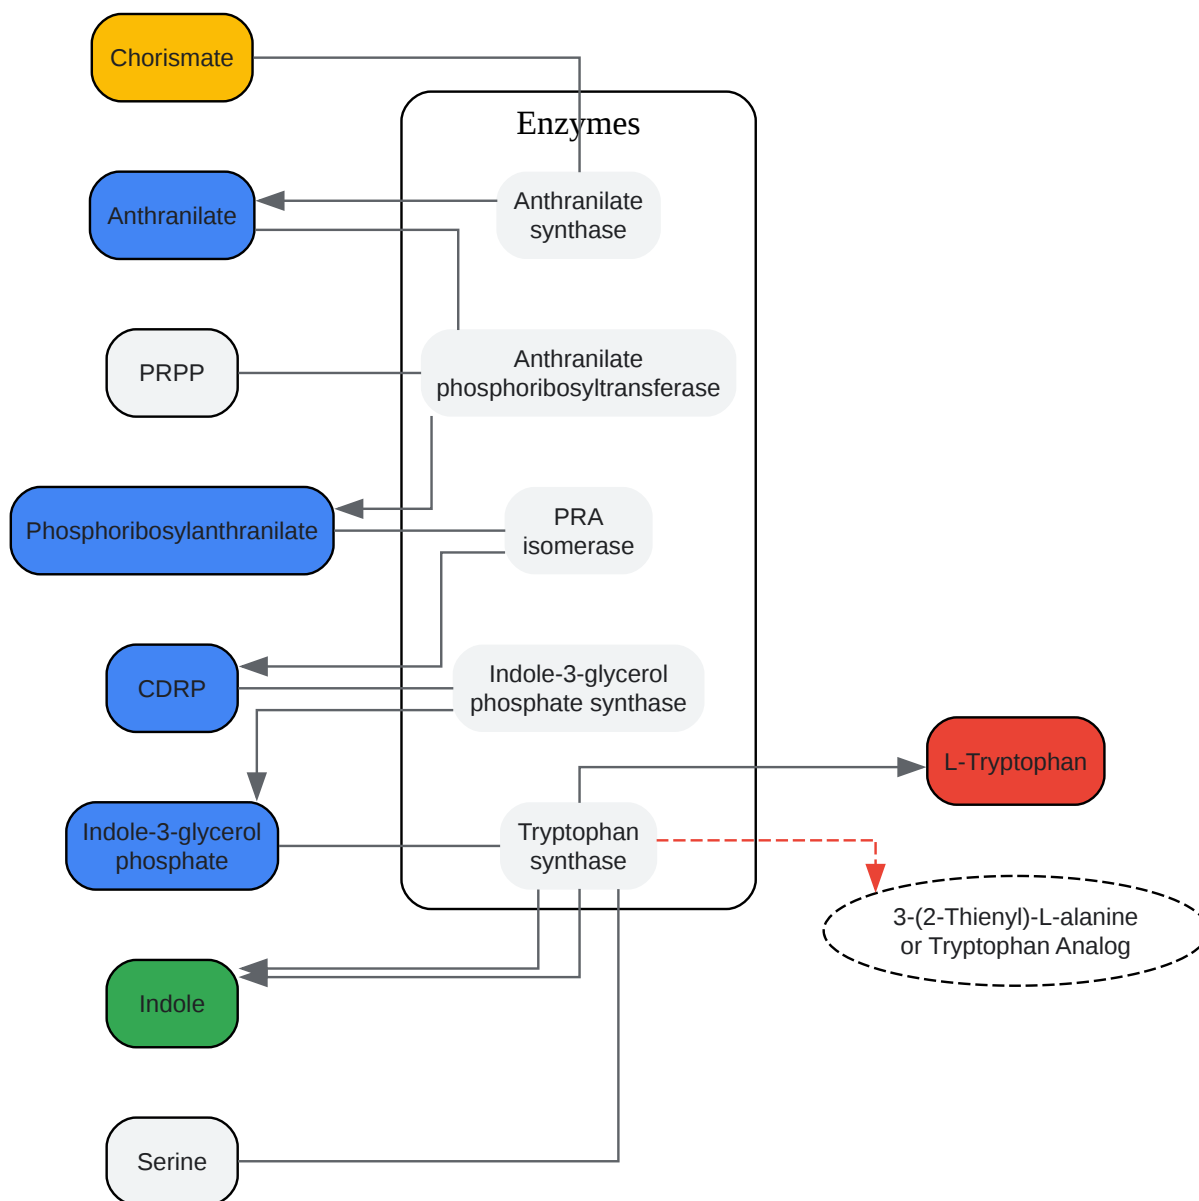 Chorismate
Enzymes
Anthranilate
Anthranilate
synthase
PRPP
Anthranilate
phosphoribosyltransferase
Phosphoribosylanthranilate
PRA
isomerase
CDRP
Indole-3-glycerol
phosphate synthase
L-Tryptophan
Indole-3-glycerol
phosphate
Tryptophan
synthase
3-(2-Thienyl)-L-alanine
or Tryptophan Analog
Indole
Serine